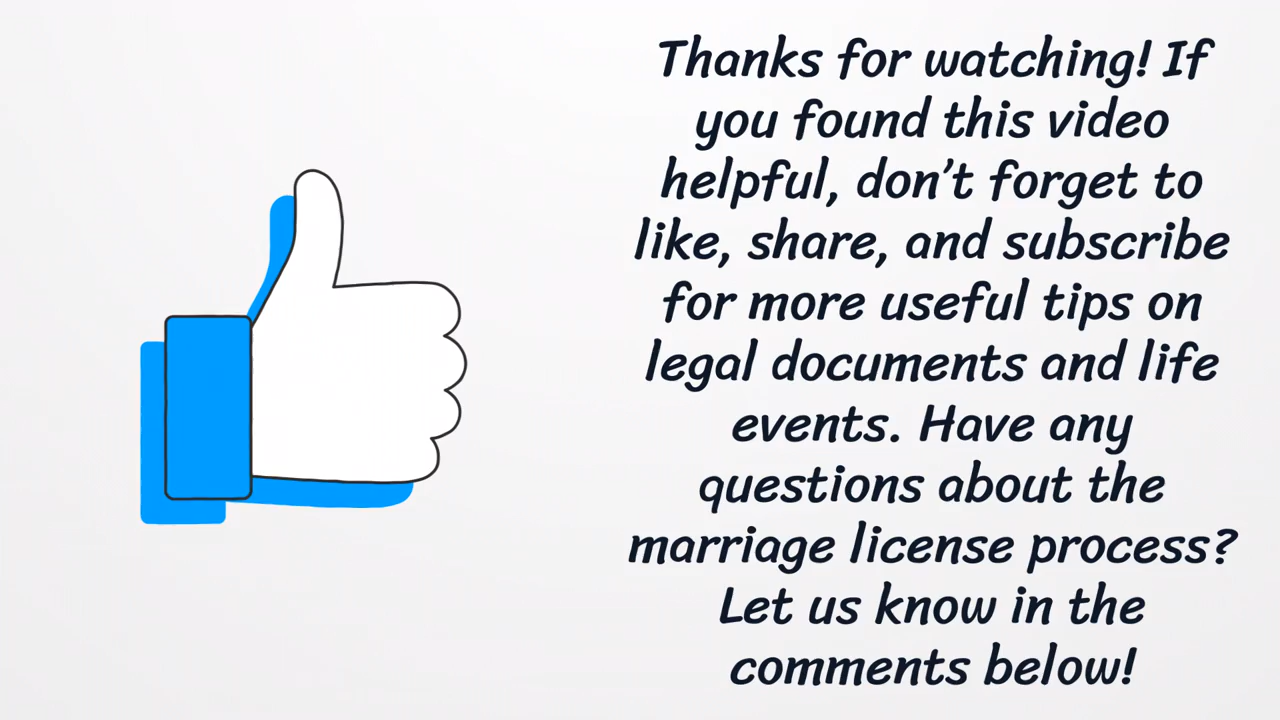 Thanks for watching! If
you found this video
helpful, don’t forget to
like, share, and subscribe
for more useful tips on
legal documents and life
events. Have any
questions about the
marriage license process?
Let us know in the
comments below!